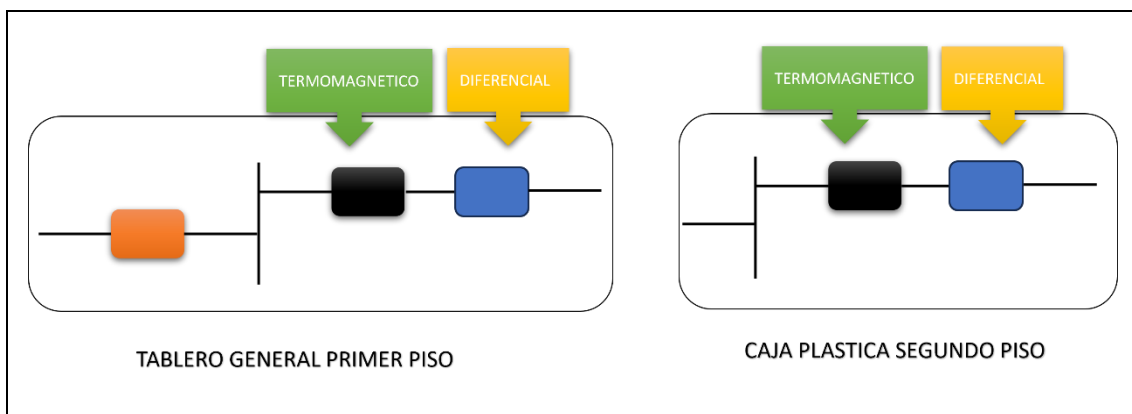 TERMOMAGNETICO
DIFERENCIAL
TERMOMAGNETICO
DIFERENCIAL
TABLERO GENERAL PRIMER PISO
CAJA PLASTICA SEGUNDO PISO